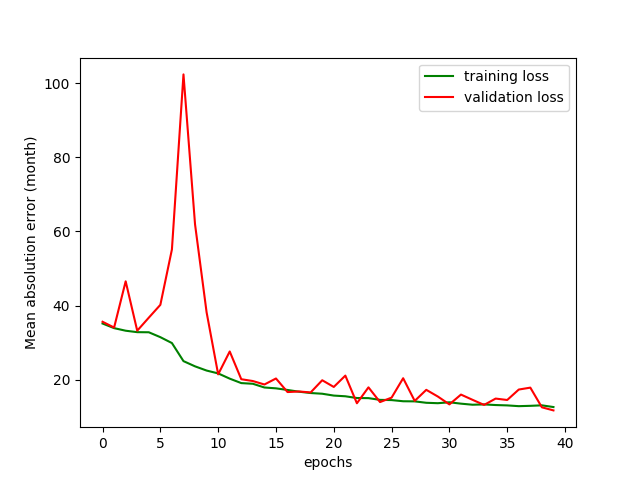 training loss
validation loss
100
80
60
40
20
Mean absolution error (month)
0 5 10 15 20 25 30 35 40
epochs